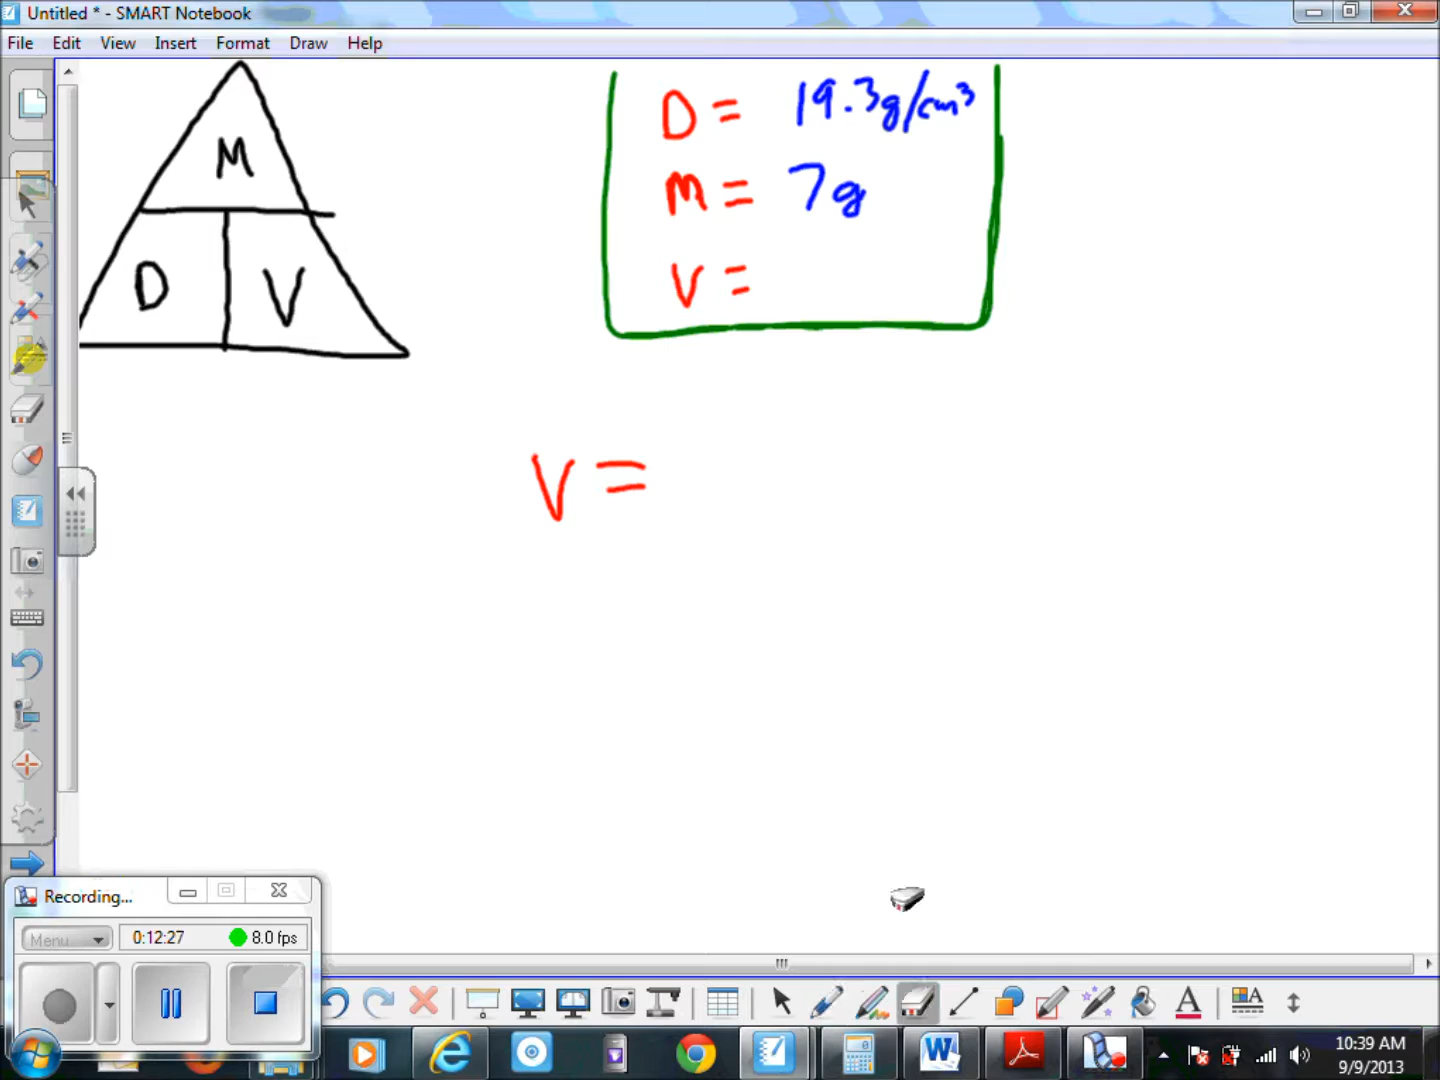 Untitled * - SMART Notebook
File Edit View Insert Format Draw Help
M
D V
D = 19.3g/cm³
M = 7g
V =
V =
Recording...
Menu 0:12:27 8.0 fps
A A
W
10:39 AM
9/9/2013